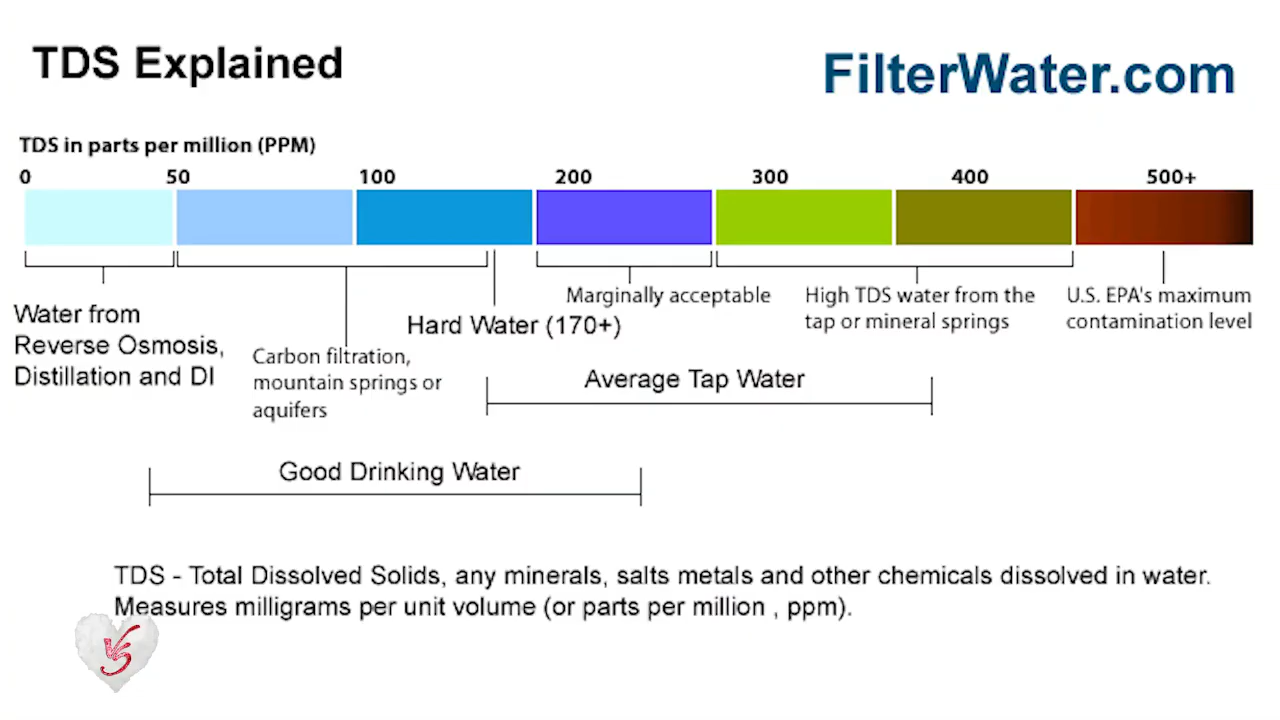 TDS Explained
FilterWater.com
TDS in parts per million (PPM)
0 50 100 200 300 400 500+
Water from
Reverse Osmosis,
Distillation and DI
Carbon filtration,
mountain springs or
aquifers
Hard Water (170+)
Marginally acceptable
High TDS water from the
tap or mineral springs
U.S. EPA's maximum
contamination level
Average Tap Water
Good Drinking Water
TDS - Total Dissolved Solids, any minerals, salts metals and other chemicals dissolved in water.
Measures milligrams per unit volume (or parts per million , ppm).